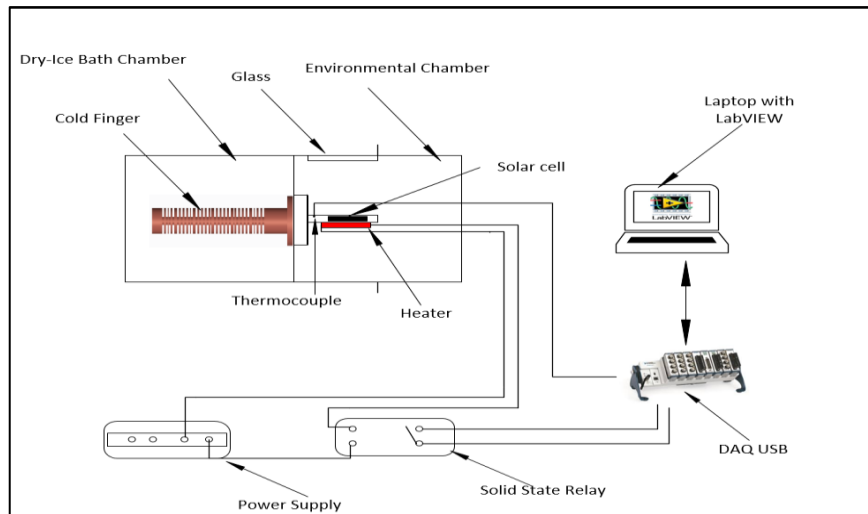 Dry-Ice Bath Chamber
Glass
Environmental Chamber
Cold Finger
Laptop with
LabVIEW
Solar cell
LabVIEW
Thermocouple
Heater
DAQ USB
Solid State Relay
Power Supply